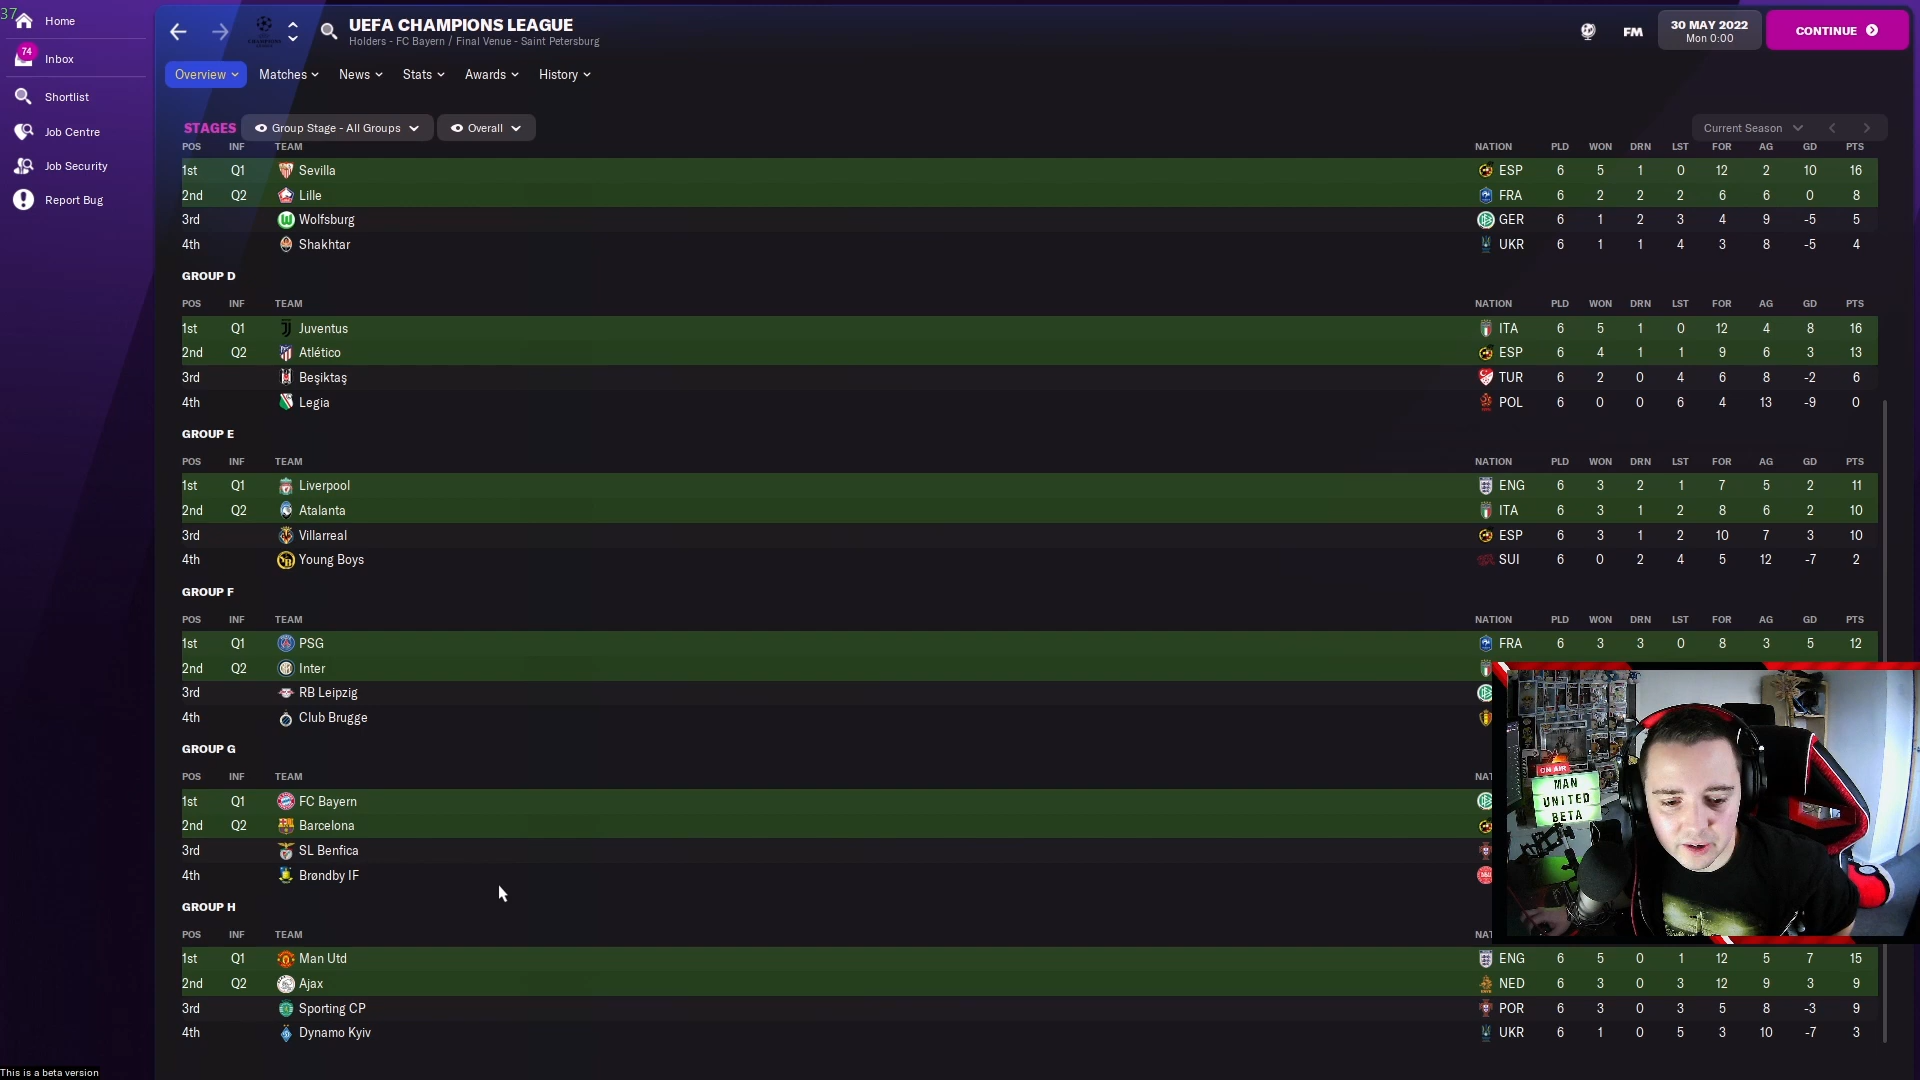 37
Home
74
Inbox
Shortlist
Job Centre
Job Security
Report Bug
UEFA CHAMPIONS LEAGUE
Holders - FC Bayern / Final Venue - Saint Petersburg
FM
30 MAY 2022
Mon 0:00
CONTINUE
Overview Matches News Stats Awards History
STAGES Group Stage - All Groups Overall Current Season
POS INF TEAM NATION PLD WON DRN LST FOR AG GD PTS
1st Q1 Sevilla ESP 6 5 1 0 12 2 10 16
2nd Q2 Lille FRA 6 2 2 2 6 6 0 8
3rd Wolfsburg GER 6 1 2 3 4 9 -5 5
4th Shakhtar UKR 6 1 1 4 3 8 -5 4
GROUP D
POS INF TEAM NATION PLD WON DRN LST FOR AG GD PTS
1st Q1 Juventus ITA 6 5 1 0 12 4 8 16
2nd Q2 Atlético ESP 6 4 1 1 9 6 3 13
3rd Beşiktaş TUR 6 2 0 4 6 8 -2 6
4th Legia POL 6 0 0 6 4 13 -9 0
GROUP E
POS INF TEAM NATION PLD WON DRN LST FOR AG GD PTS
1st Q1 Liverpool ENG 6 3 2 1 7 5 2 11
2nd Q2 Atalanta ITA 6 3 1 2 8 6 2 10
3rd Villarreal ESP 6 3 1 2 10 7 3 10
4th Young Boys SUI 6 0 2 4 5 12 -7 2
GROUP F
POS INF TEAM NATION PLD WON DRN LST FOR AG GD PTS
1st Q1 PSG FRA 6 3 3 0 8 3 5 12
2nd Q2 Inter
3rd RB Leipzig
4th Club Brugge
GROUP G
POS INF TEAM NAT
1st Q1 FC Bayern
2nd Q2 Barcelona
3rd SL Benfica
4th Brøndby IF
ON AIR
MAN
UNITED
BETA
GROUP H
POS INF TEAM NAT
1st Q1 Man Utd ENG 6 5 0 1 12 5 7 15
2nd Q2 Ajax NED 6 3 0 3 12 9 3 9
3rd Sporting CP POR 6 3 0 3 5 8 -3 9
4th Dynamo Kyiv UKR 6 1 0 5 3 10 -7 3
This is a beta version